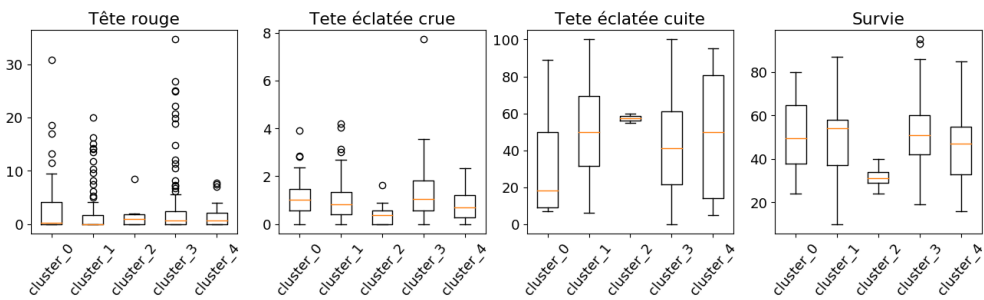 Tête rouge
30
20
10
0
cluster_0
cluster_1
cluster_2
cluster_3
cluster_4
Tete éclatée crue
8
6
4
2
0
cluster_0
cluster_1
cluster_2
cluster_3
cluster_4
Tete éclatée cuite
100
80
60
40
20
0
cluster_0
cluster_1
cluster_2
cluster_3
cluster_4
Survie
80
60
40
20
cluster_0
cluster_1
cluster_2
cluster_3
cluster_4